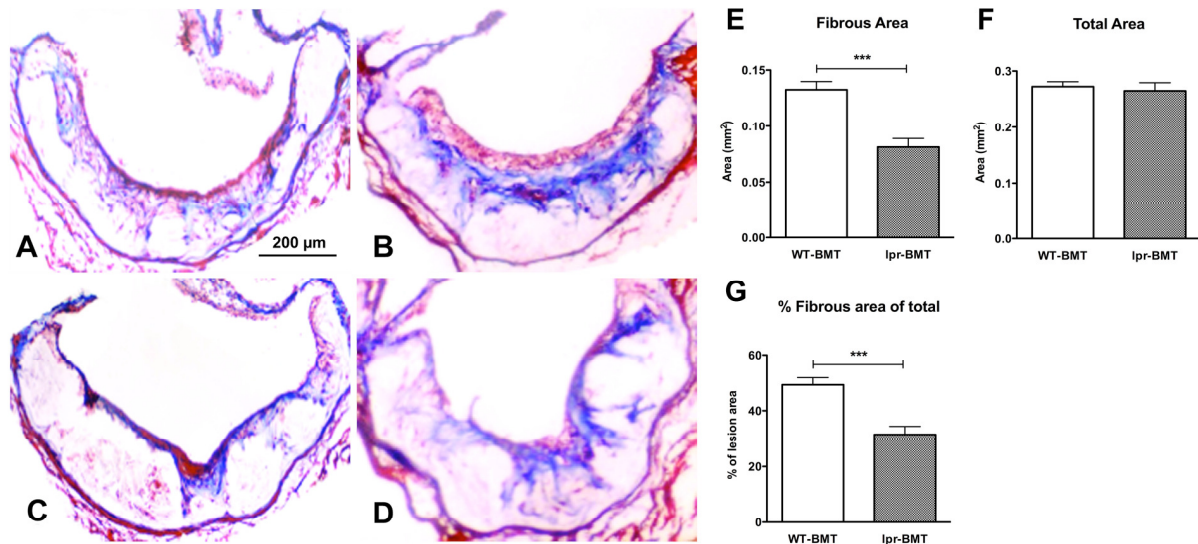 A
B
200 µm
C
D
E
Fibrous Area
***
Area (mm²)
0.15
0.10
0.05
0.00
WT-BMT
lpr-BMT
F
Total Area
Area (mm²)
0.3
0.2
0.1
0.0
WT-BMT
lpr-BMT
G
% Fibrous area of total
***
% of lesion area
60
40
20
0
WT-BMT
lpr-BMT